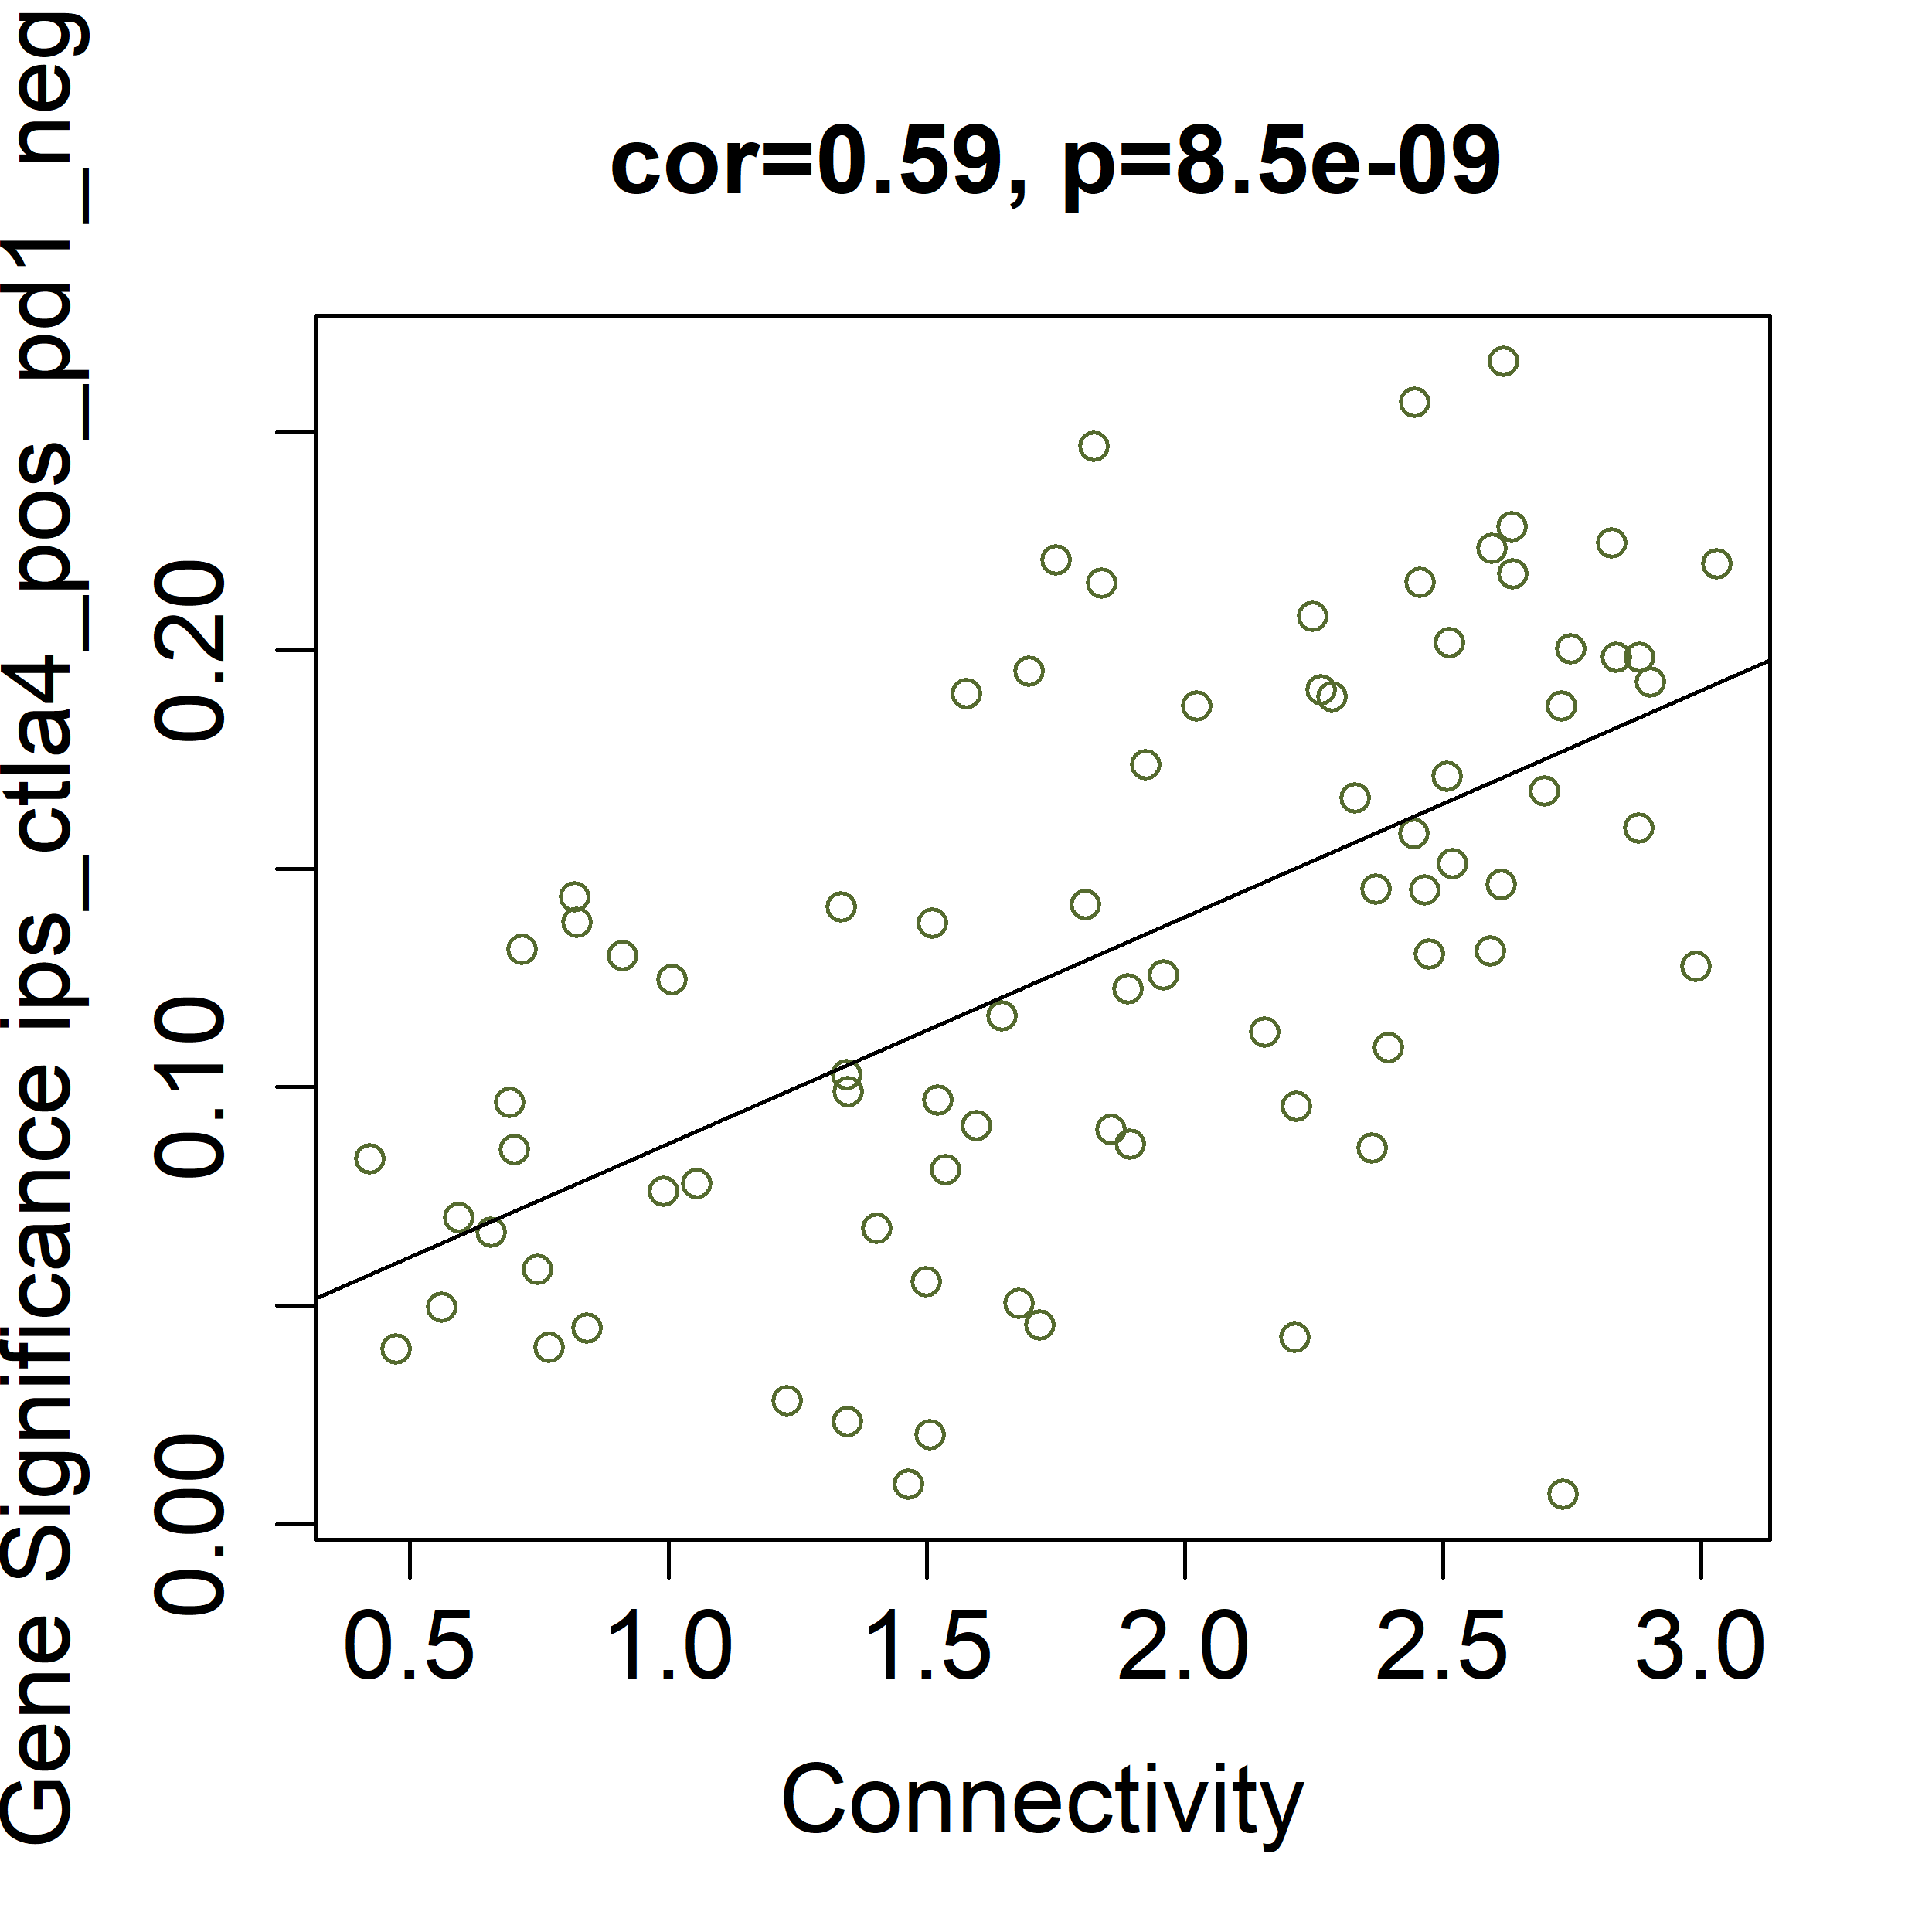 cor=0.59, p=8.5e-09
Gene Significance ips_ctla4_pos_pd1_neg
0.20
0.10
0.00
0.5 1.0 1.5 2.0 2.5 3.0
Connectivity